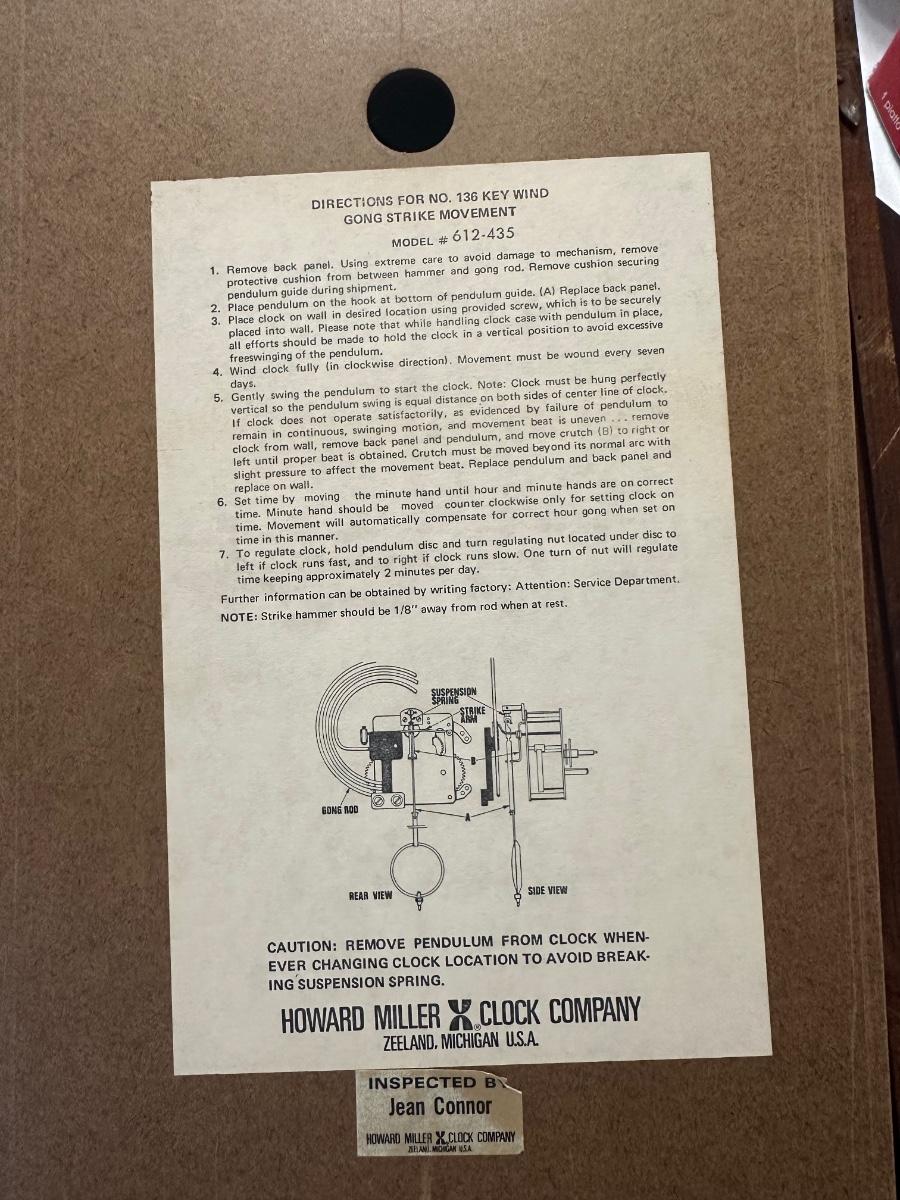 DIRECTIONS FOR NO. 136 KEY WIND
GONG STRIKE MOVEMENT
MODEL # 612-435
1. Remove back panel. Using extreme care to avoid damage to mechanism, remove
protective cushion from between hammer and gong rod. Remove cushion securing
pendulum guide during shipment.
2. Place pendulum on the hook at bottom of pendulum guide. (A) Replace back panel.
3. Place clock on wall in desired location using provided screw, which is to be securely
placed into wall. Please note that while handling clock case with pendulum in place,
all efforts should be made to hold the clock in a vertical position to avoid excessive
freeswinging of the pendulum.
4. Wind clock fully (in clockwise direction). Movement must be wound every seven
days.
5. Gently swing the pendulum to start the clock. Note: Clock must be hung perfectly
vertical so the pendulum swing is equal distance on both sides of center line of clock.
If clock does not operate satisfactorily, as evidenced by failure of pendulum to
remain in continuous, swinging motion, and movement beat is uneven ... remove
clock from wall, remove back panel and pendulum, and move crutch (B) to right or
left until proper beat is obtained. Crutch must be moved beyond its normal arc with
slight pressure to affect the movement beat. Replace pendulum and back panel and
replace on wall.
6. Set time by moving the minute hand until hour and minute hands are on correct
time. Minute hand should be moved counter clockwise only for setting clock on
time. Movement will automatically compensate for correct hour gong when set on
time in this manner.
7. To regulate clock, hold pendulum disc and turn regulating nut located under disc to
left if clock runs fast, and to right if clock runs slow. One turn of nut will regulate
time keeping approximately 2 minutes per day.
Further information can be obtained by writing factory: Attention: Service Department.
NOTE: Strike hammer should be 1/8" away from rod when at rest.
SUSPENSION
SPRING
STRIKE
ARM
B
GONG ROD
A
REAR VIEW
SIDE VIEW
CAUTION: REMOVE PENDULUM FROM CLOCK WHEN-
EVER CHANGING CLOCK LOCATION TO AVOID BREAK-
ING SUSPENSION SPRING.
HOWARD MILLER ® CLOCK COMPANY
ZEELAND, MICHIGAN U.S.A.
INSPECTED BY
Jean Connor
HOWARD MILLER CLOCK COMPANY
ZEELAND, MICHIGAN U.S.A.